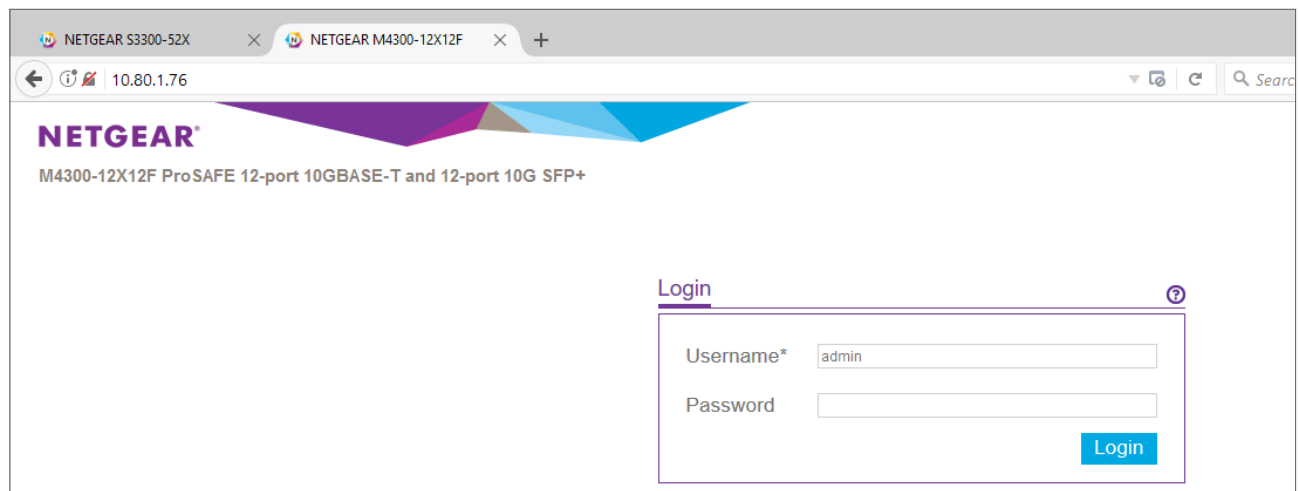 NETGEAR S3300-52X
NETGEAR M4300-12X12F
10.80.1.76
Searc
NETGEAR®
M4300-12X12F ProSAFE 12-port 10GBASE-T and 12-port 10G SFP+
Login
Username* admin
Password
Login